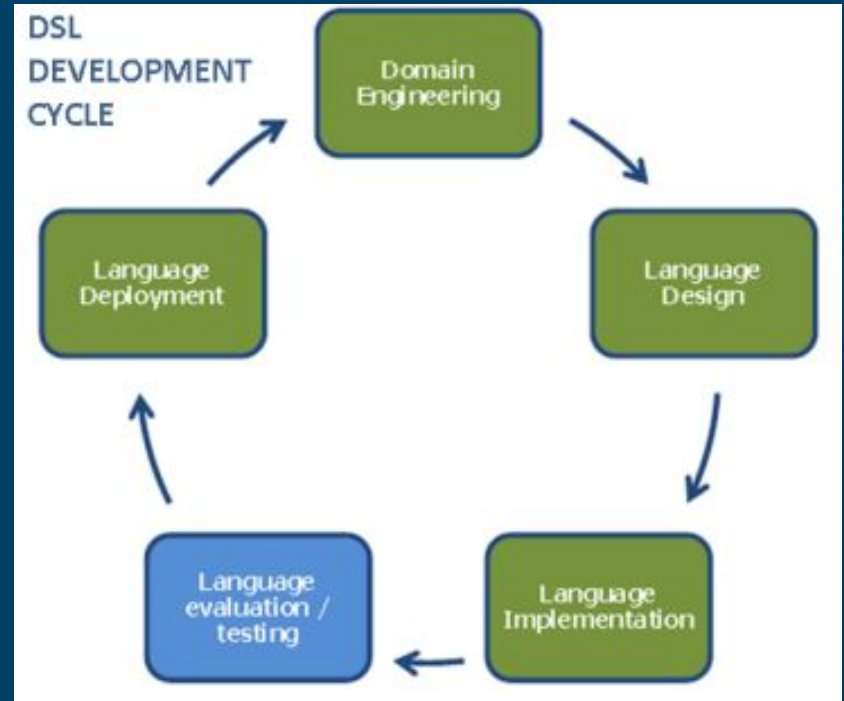 DSL
DEVELOPMENT
CYCLE
Domain
Engineering
Language
Design
Language
Implementation
Language
evaluation /
testing
Language
Deployment